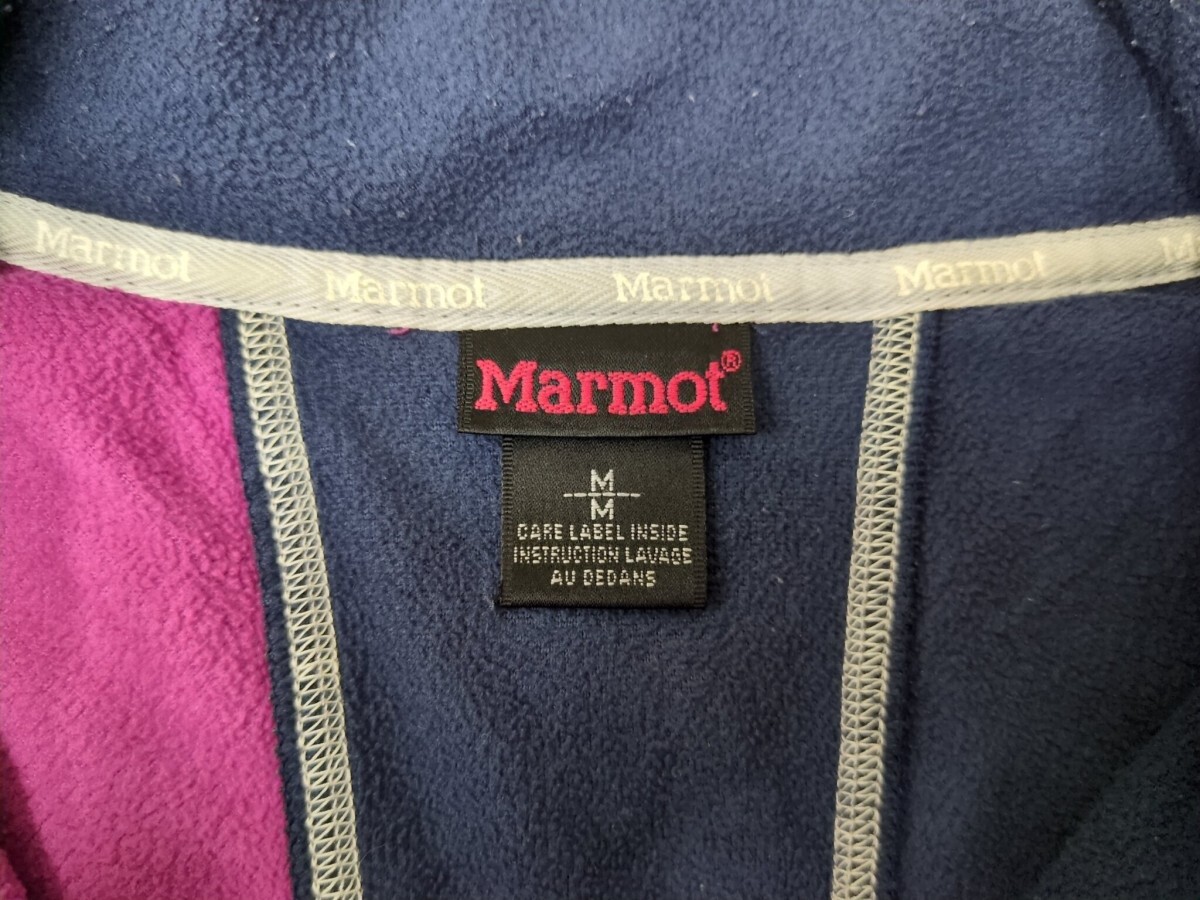 Marmot Marmot Marmot Marmot M
Marmot®
M
M
CARE LABEL INSIDE
INSTRUCTION LAVAGE
AU DEDANS